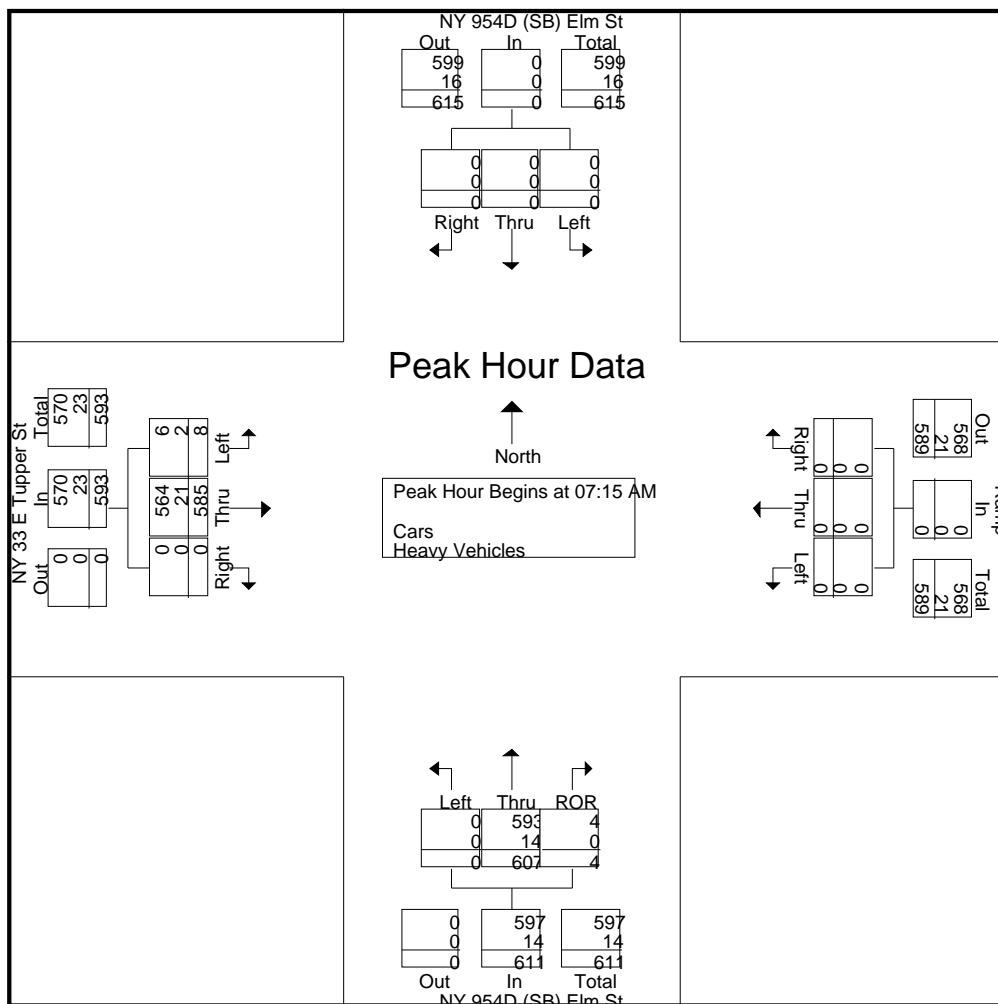 NY 954D (SB) Elm St
Out In Total
599 0 599
16 0 16
615 0 615
0 0 0
0 0 0
0 0 0
Right Thru Left
Peak Hour Data
North
Peak Hour Begins at 07:15 AM
Cars
Heavy Vehicles
NY 33 E Tupper St
Total In Out
570 570 0
23 23 0
593 593 0
6 564 0
2 21 0
8 585 0
Left Thru Right
Out In Total
568 0 568
21 0 21
589 0 589
0 0 0
0 0 0
0 0 0
Right Thru Left
Left Thru ROR
0 593 4
0 14 0
0 607 4
0 597 597
0 14 14
0 611 611
Out In Total
NY 954D (SB) Elm St